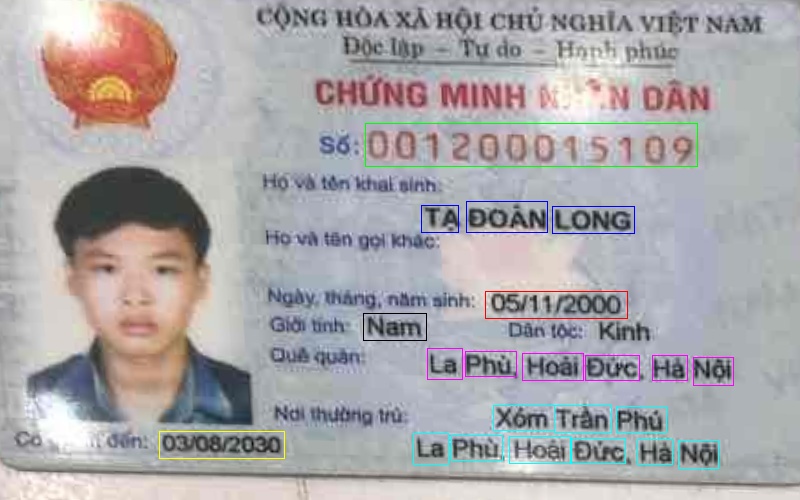 CỘNG HÒA XÃ HỘI CHỦ NGHĨA VIỆT NAM
Độc lập - Tự do - Hạnh phúc
CHỨNG MINH NHÂN DÂN
Số: 001200015109
Họ và tên khai sinh:
TẠ ĐOÀN LONG
Họ và tên gọi khác:
Ngày, tháng, năm sinh: 05/11/2000
Giới tính: Nam Dân tộc: Kinh
Quê quán: La Phù, Hoài Đức, Hà Nội
Nơi thường trú: Xóm Trần Phú
La Phù, Hoài Đức, Hà Nội
Có đến: 03/08/2030